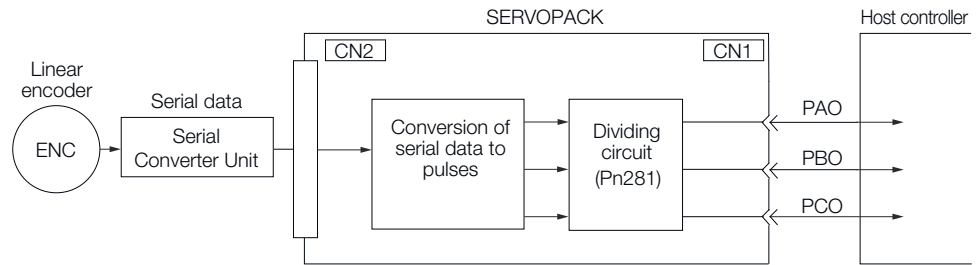 SERVOPACK
Host controller
CN2
CN1
Linear
encoder
ENC
Serial data
Serial
Converter Unit
Conversion of
serial data to
pulses
Dividing
circuit
(Pn281)
PAO
PBO
PCO